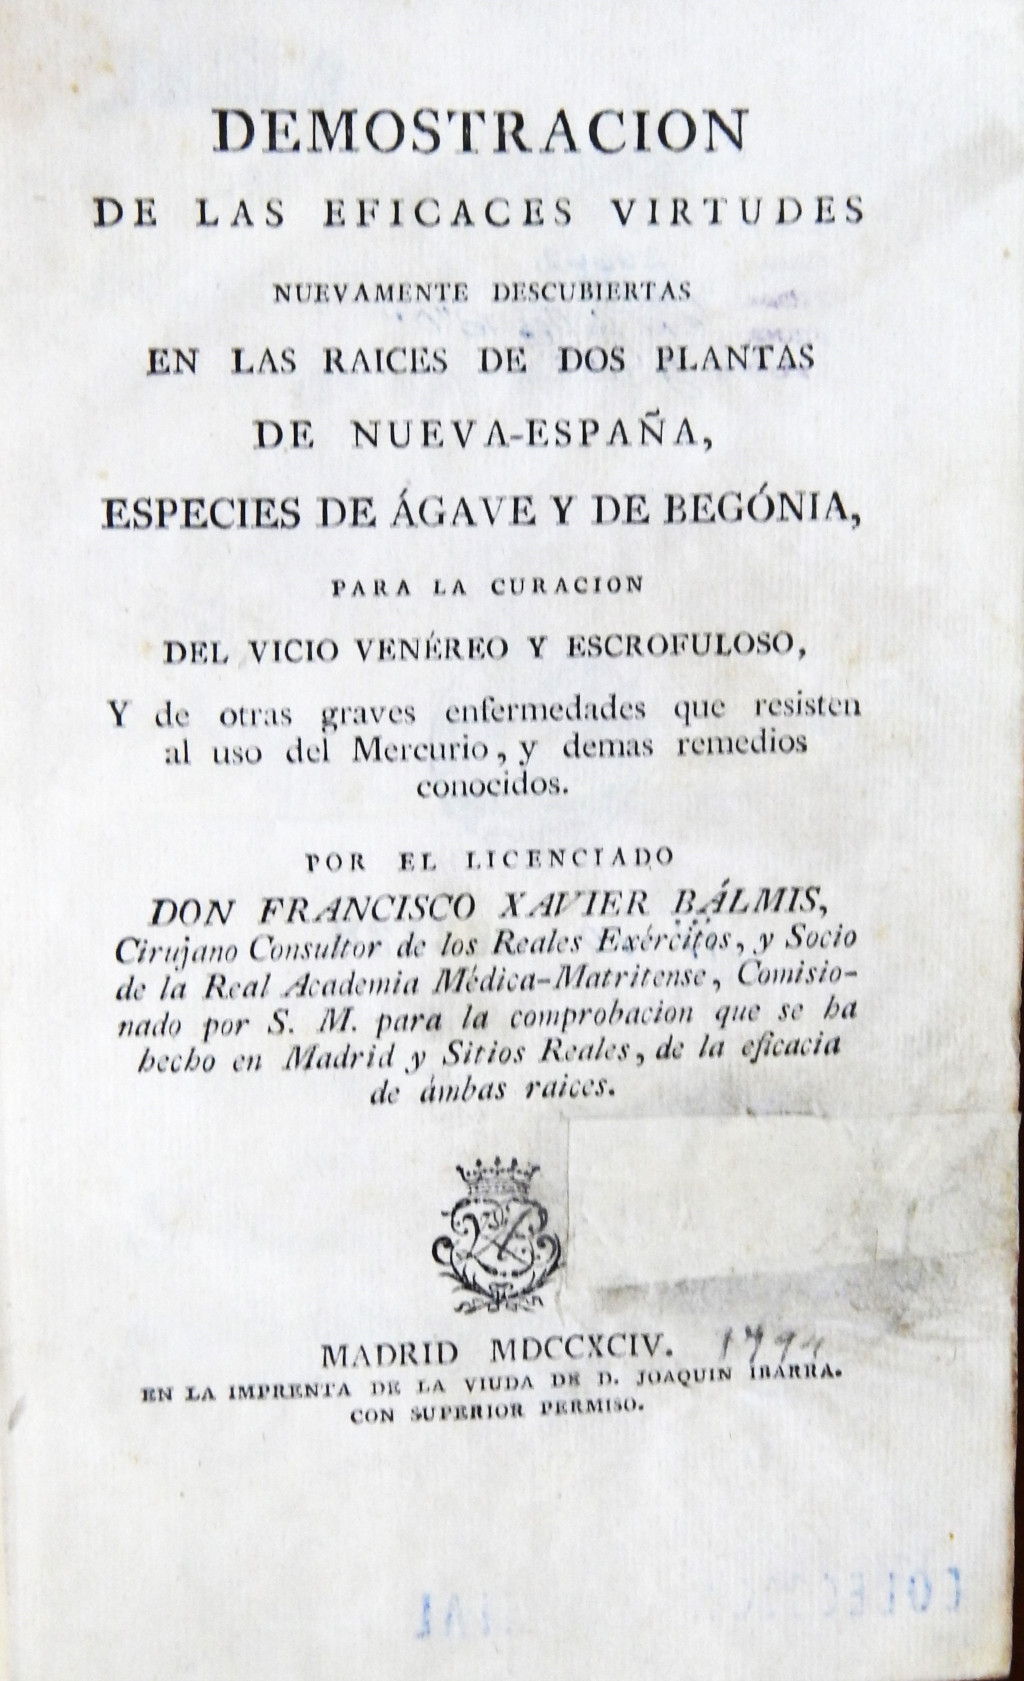 DEMOSTRACION
DE LAS EFICACES VIRTUDES
NUEVAMENTE DESCUBIERTAS
EN LAS RAICES DE DOS PLANTAS
DE NUEVA-ESPAÑA,
ESPECIES DE ÁGAVE Y DE BEGÓNIA,
PARA LA CURACION
DEL VICIO VENÉREO Y ESCROFULOSO,
Y de otras graves enfermedades que resisten
al uso del Mercurio, y demas remedios
conocidos.
POR EL LICENCIADO
DON FRANCISCO XAVIER BÁLMIS,
Cirujano Consultor de los Reales Exércitos, y Socio
de la Real Academia Médica-Matritense, Comisio-
nado por S. M. para la comprobacion que se ha
hecho en Madrid y Sitios Reales, de la eficacia
de ámbas raices.
MADRID MDCCXCIV. 1794
EN LA IMPRENTA DE LA VIUDA DE D. JOAQUIN IBARRA.
CON SUPERIOR PERMISO.